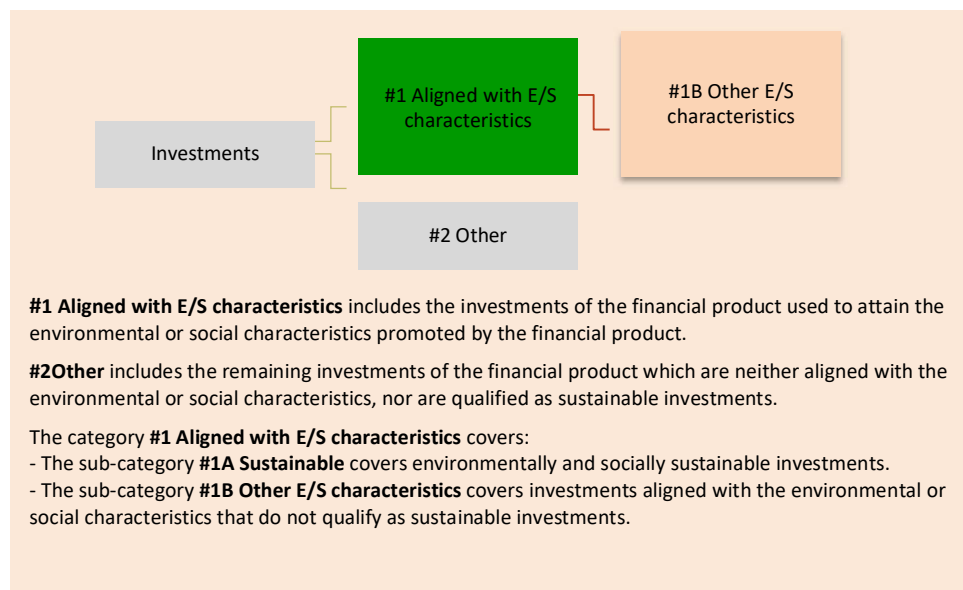 #1 Aligned with E/S
characteristics
#1B Other E/S
characteristics
Investments
#2 Other
#1 Aligned with E/S characteristics includes the investments of the financial product used to attain the
environmental or social characteristics promoted by the financial product.
#2Other includes the remaining investments of the financial product which are neither aligned with the
environmental or social characteristics, nor are qualified as sustainable investments.
The category #1 Aligned with E/S characteristics covers:
- The sub-category #1A Sustainable covers environmentally and socially sustainable investments.
- The sub-category #1B Other E/S characteristics covers investments aligned with the environmental or
social characteristics that do not qualify as sustainable investments.